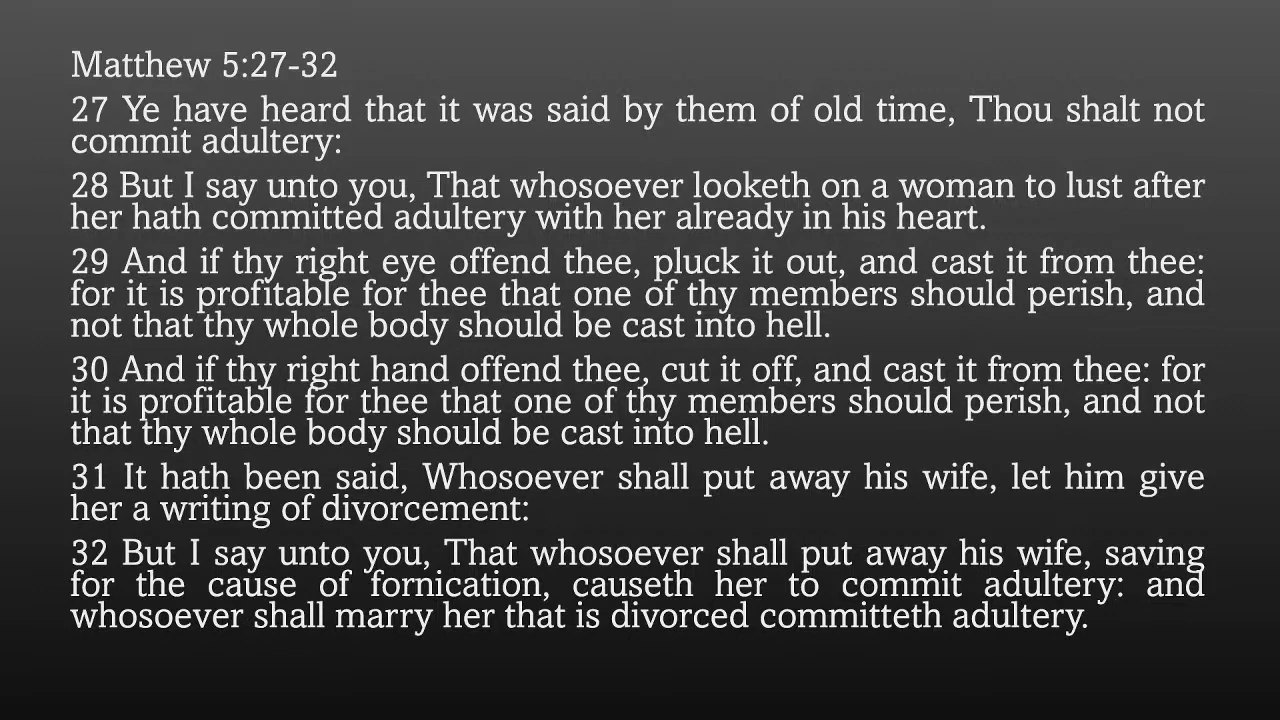 Matthew 5:27-32
27 Ye have heard that it was said by them of old time, Thou shalt not
commit adultery:
28 But I say unto you, That whosoever looketh on a woman to lust after
her hath committed adultery with her already in his heart.
29 And if thy right eye offend thee, pluck it out, and cast it from thee:
for it is profitable for thee that one of thy members should perish, and
not that thy whole body should be cast into hell.
30 And if thy right hand offend thee, cut it off, and cast it from thee: for
it is profitable for thee that one of thy members should perish, and not
that thy whole body should be cast into hell.
31 It hath been said, Whosoever shall put away his wife, let him give
her a writing of divorcement:
32 But I say unto you, That whosoever shall put away his wife, saving
for the cause of fornication, causeth her to commit adultery: and
whosoever shall marry her that is divorced committeth adultery.